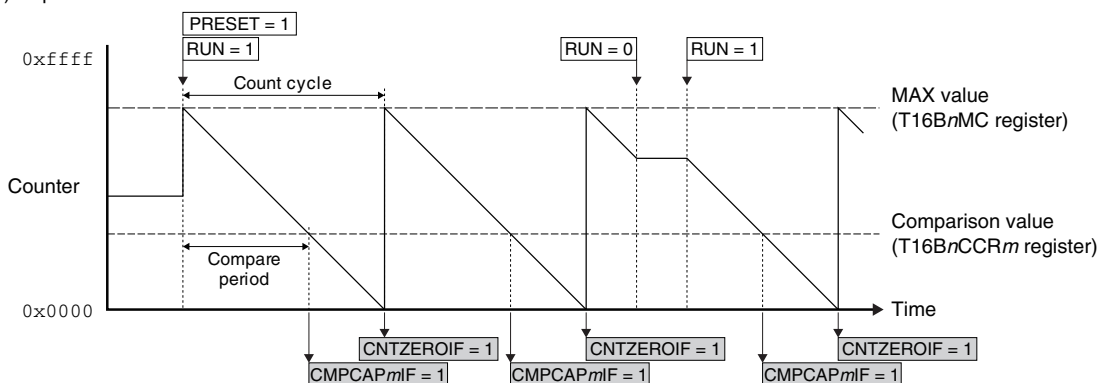 PRESET = 1
RUN = 1
RUN = 0
RUN = 1
0xffff
Count cycle
MAX value
(T16BnMC register)
Counter
Comparison value
(T16BnCCRm register)
Compare
period
0x0000
Time
CNTZEROIF = 1
CNTZEROIF = 1
CNTZEROIF = 1
CMPCAPmIF = 1
CMPCAPmIF = 1
CMPCAPmIF = 1